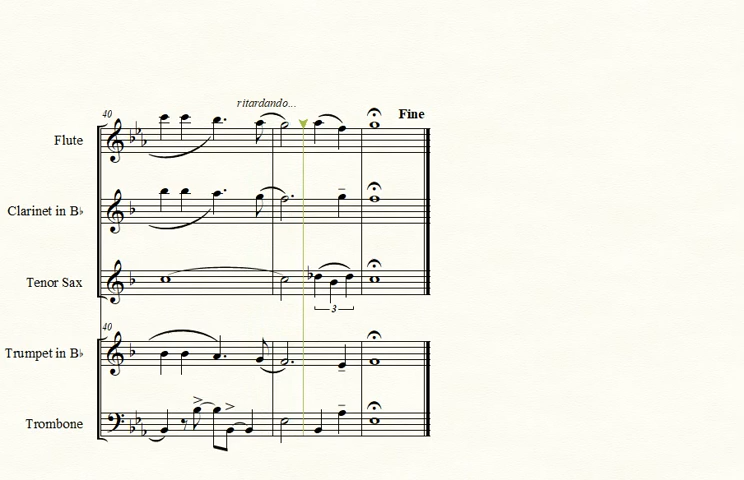 ritardando...
40
Fine
Flute
Clarinet in B♭
Tenor Sax
3
40
Trumpet in B♭
Trombone